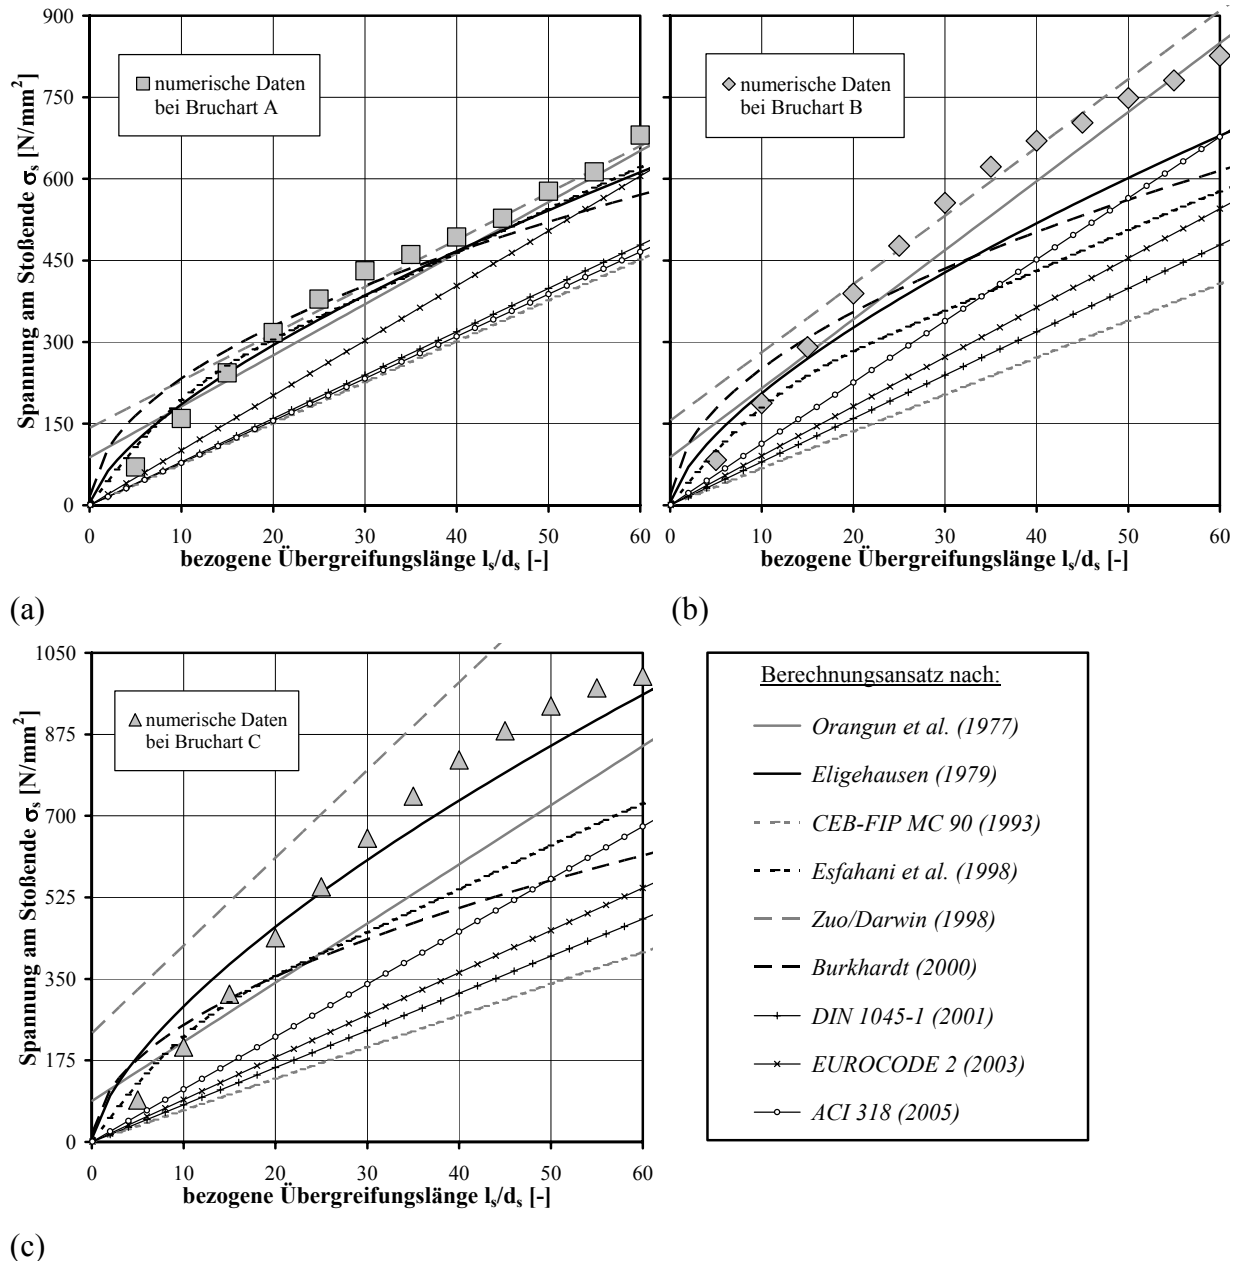 900
750
600
450
300
150
0
Spannung am Stoßende σs [N/mm²]
numerische Daten
bei Bruchart A
0 10 20 30 40 50 60
bezogene Übergreifungslänge ls/ds [-]
(a)
numerische Daten
bei Bruchart B
0 10 20 30 40 50 60
bezogene Übergreifungslänge ls/ds [-]
(b)
1050
875
700
525
350
175
0
Spannung am Stoßende σs [N/mm²]
numerische Daten
bei Bruchart C
0 10 20 30 40 50 60
bezogene Übergreifungslänge ls/ds [-]
(c)
Berechnungsansatz nach:
Orangun et al. (1977)
Eligehausen (1979)
CEB-FIP MC 90 (1993)
Esfahani et al. (1998)
Zuo/Darwin (1998)
Burkhardt (2000)
DIN 1045-1 (2001)
EUROCODE 2 (2003)
ACI 318 (2005)